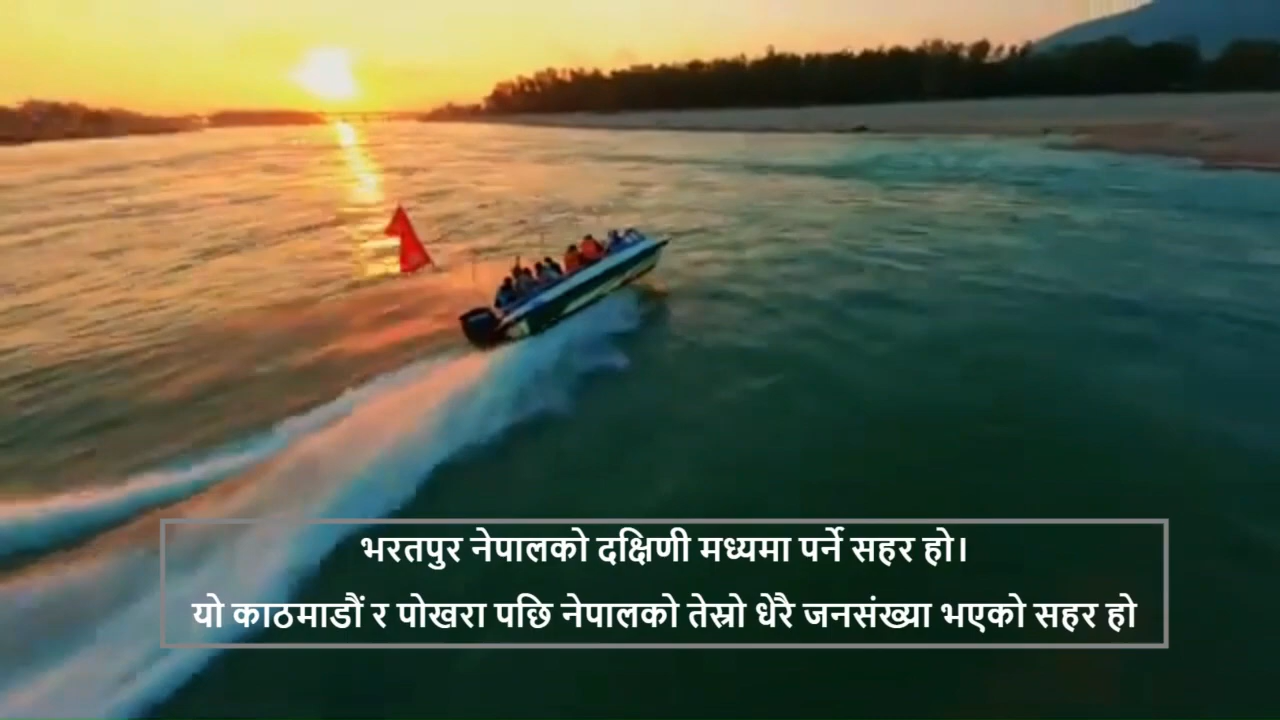 भरतपुर नेपालको दक्षिणी मध्यमा पर्ने सहर हो।
यो काठमाडौं र पोखरा पछि नेपालको तेस्रो धेरै जनसंख्या भएको सहर हो